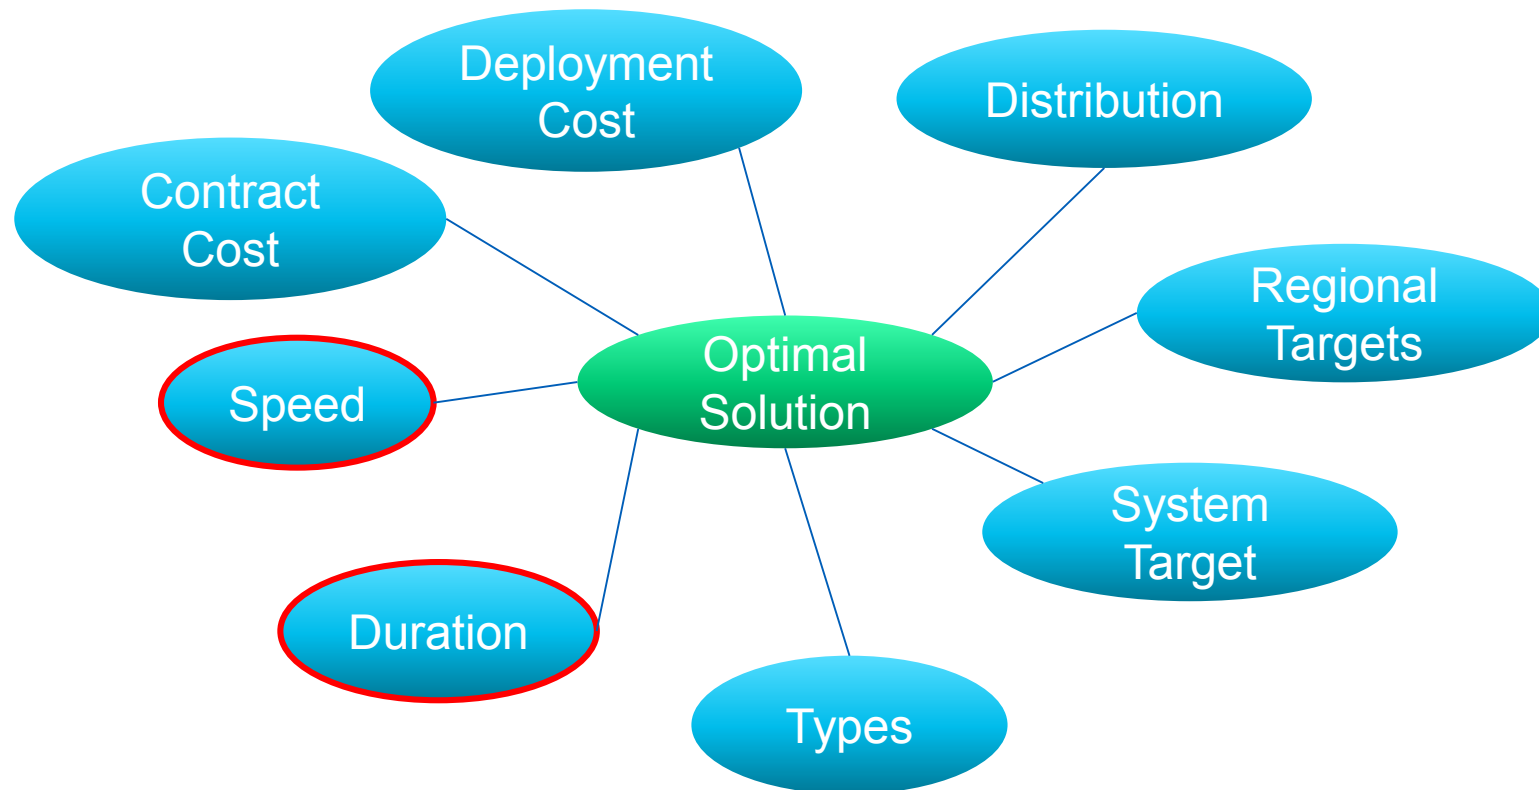 Deployment
Cost
Distribution
Contract
Cost
Regional
Targets
Optimal
Solution
Speed
System
Target
Duration
Types